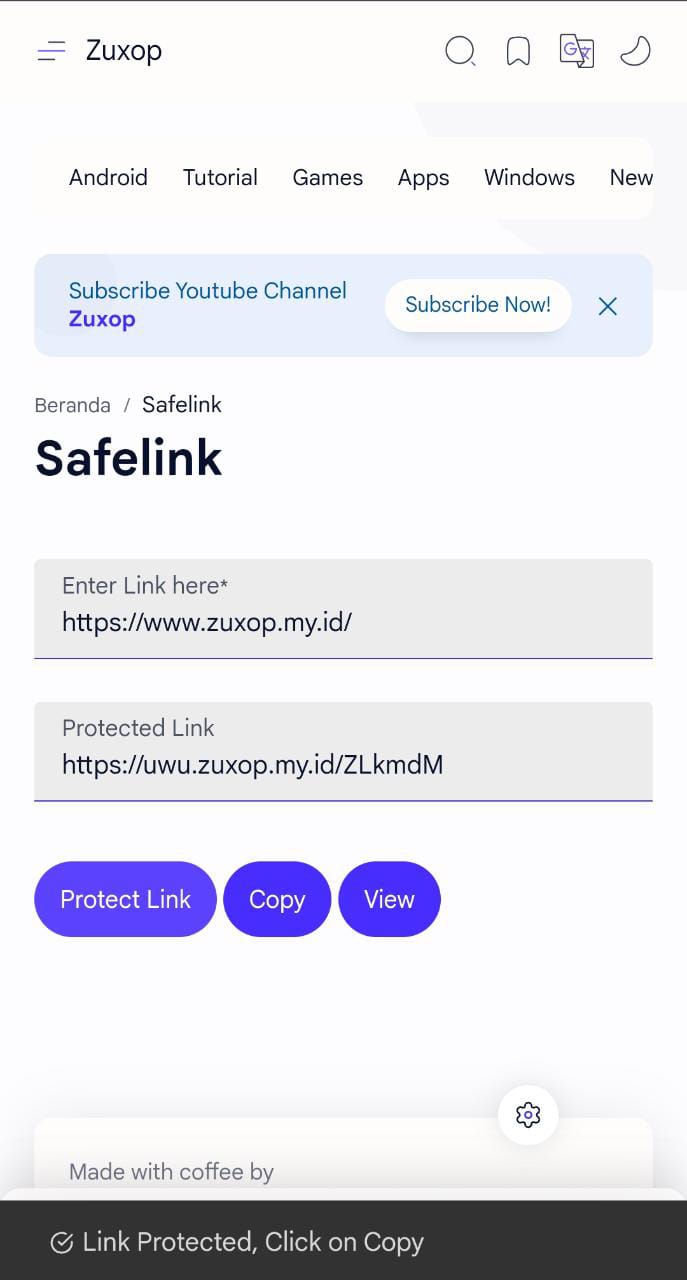 Zuxop
Android Tutorial Games Apps Windows New
Subscribe Youtube Channel
Zuxop
Subscribe Now!
Beranda / Safelink
Safelink
Enter Link here*
https://www.zuxop.my.id/
Protected Link
https://uwu.zuxop.my.id/ZLkmdM
Protect Link Copy View
Made with coffee by
Link Protected, Click on Copy